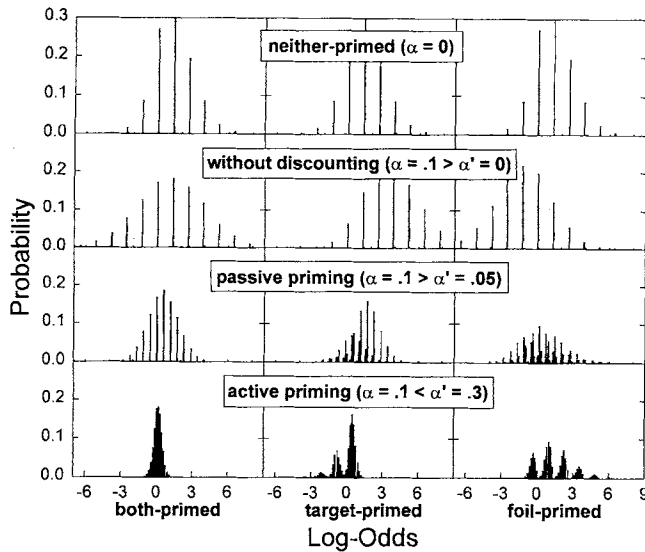 0.3
neither-primed (α = 0)
0.2
0.1
0.0
without discounting (α = .1 > α' = 0)
0.2
0.1
0.0
Probability
passive priming (α = .1 > α' = .05)
0.2
0.1
0.0
active priming (α = .1 < α' = .3)
0.2
0.1
0.0
-6 -3 0 3 6 -6 -3 0 3 6 -6 -3 0 3 6 9
both-primed target-primed foil-primed
Log-Odds